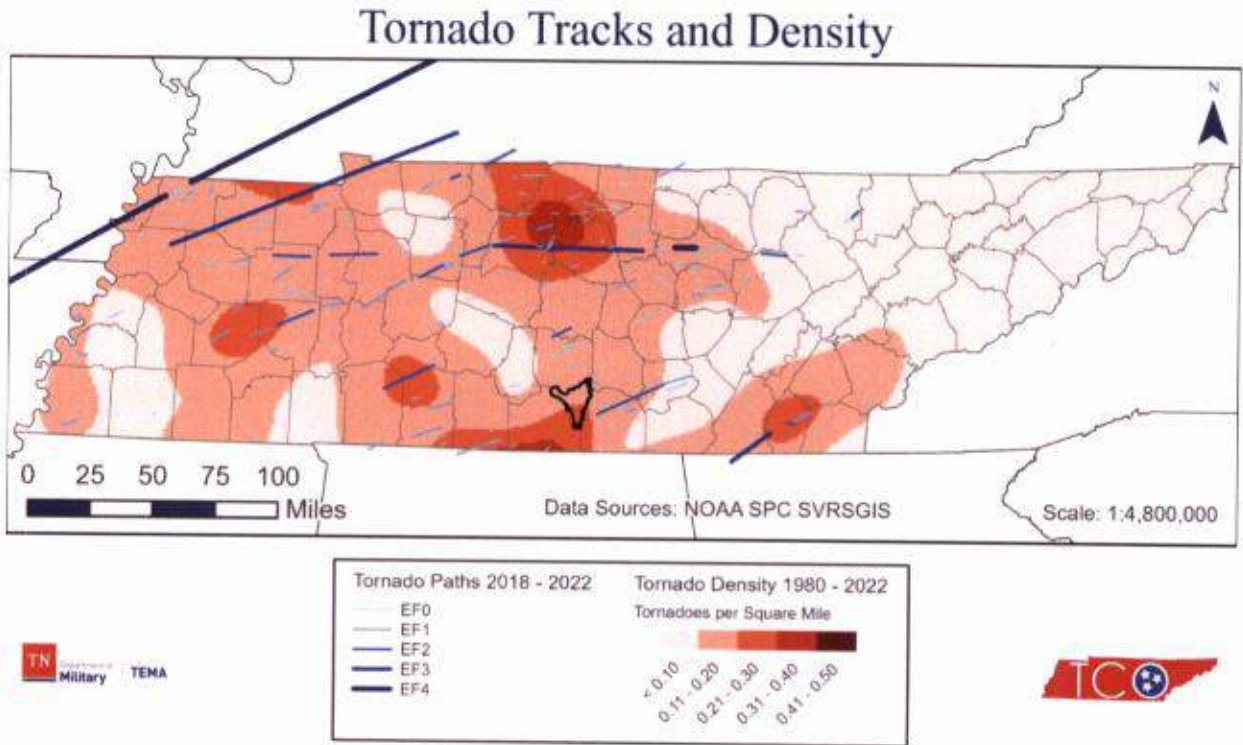 Tornado Tracks and Density
N
0 25 50 75 100
Miles
Data Sources: NOAA SPC SVRSGIS
Scale: 1:4,800,000
Tornado Paths 2018 - 2022
EF0
EF1
EF2
EF3
EF4
Tornado Density 1980 - 2022
Tornadoes per Square Mile
< 0.10
0.11 - 0.20
0.21 - 0.30
0.31 - 0.40
0.41 - 0.50
TN
Department of
Military
TEMA
TCO